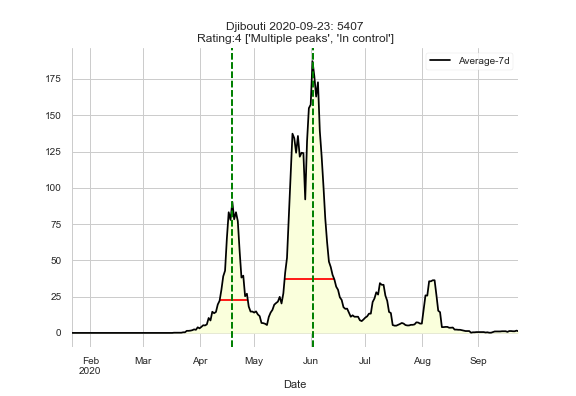 Djibouti 2020-09-23: 5407
Rating:4 ['Multiple peaks', 'In control']
Average-7d
175
150
125
100
75
50
25
0
Feb Mar Apr May Jun Jul Aug Sep
2020
Date